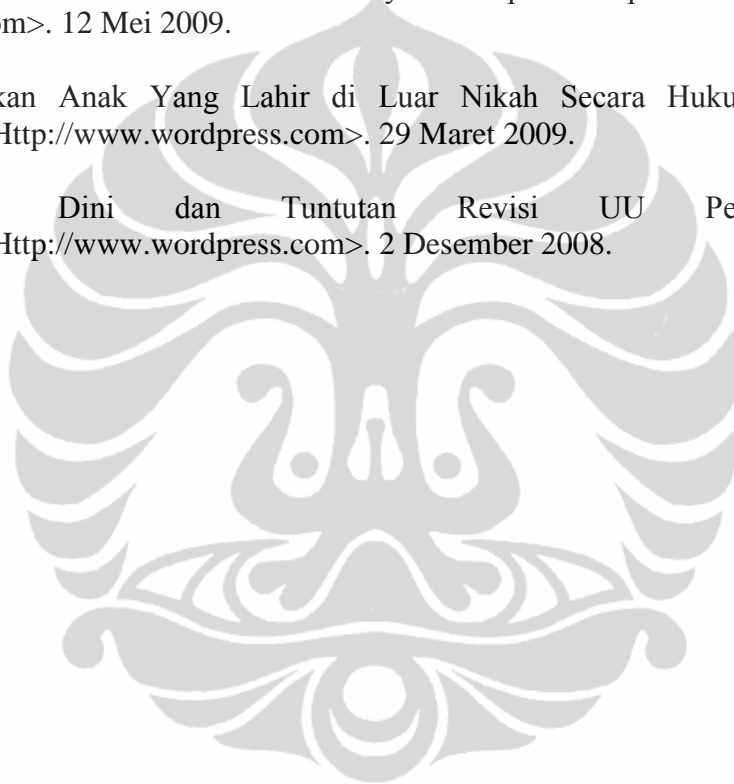 om>. 12 Mei 2009.
kan Anak Yang Lahir di Luar Nikah Secara Huku
Http://www.wordpress.com>. 29 Maret 2009.
Dini dan Tuntutan Revisi UU Pe
Http://www.wordpress.com>. 2 Desember 2008.